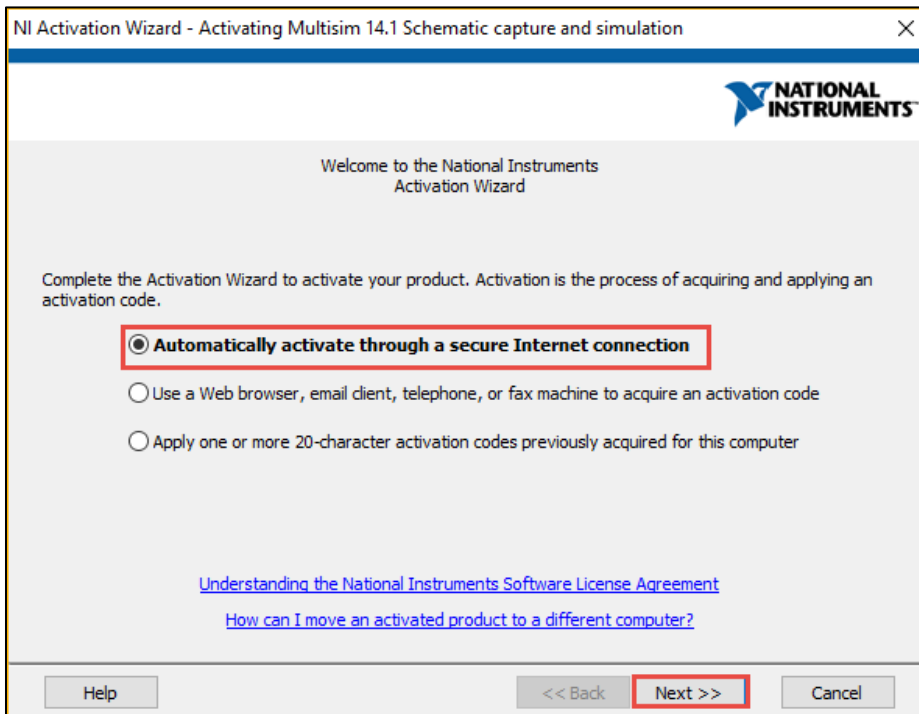 NI Activation Wizard - Activating Multisim 14.1 Schematic capture and simulation
NATIONAL
INSTRUMENTS™
Welcome to the National Instruments
Activation Wizard
Complete the Activation Wizard to activate your product. Activation is the process of acquiring and applying an
activation code.
Automatically activate through a secure Internet connection
Use a Web browser, email client, telephone, or fax machine to acquire an activation code
Apply one or more 20-character activation codes previously acquired for this computer
Understanding the National Instruments Software License Agreement
How can I move an activated product to a different computer?
Help << Back Next >> Cancel